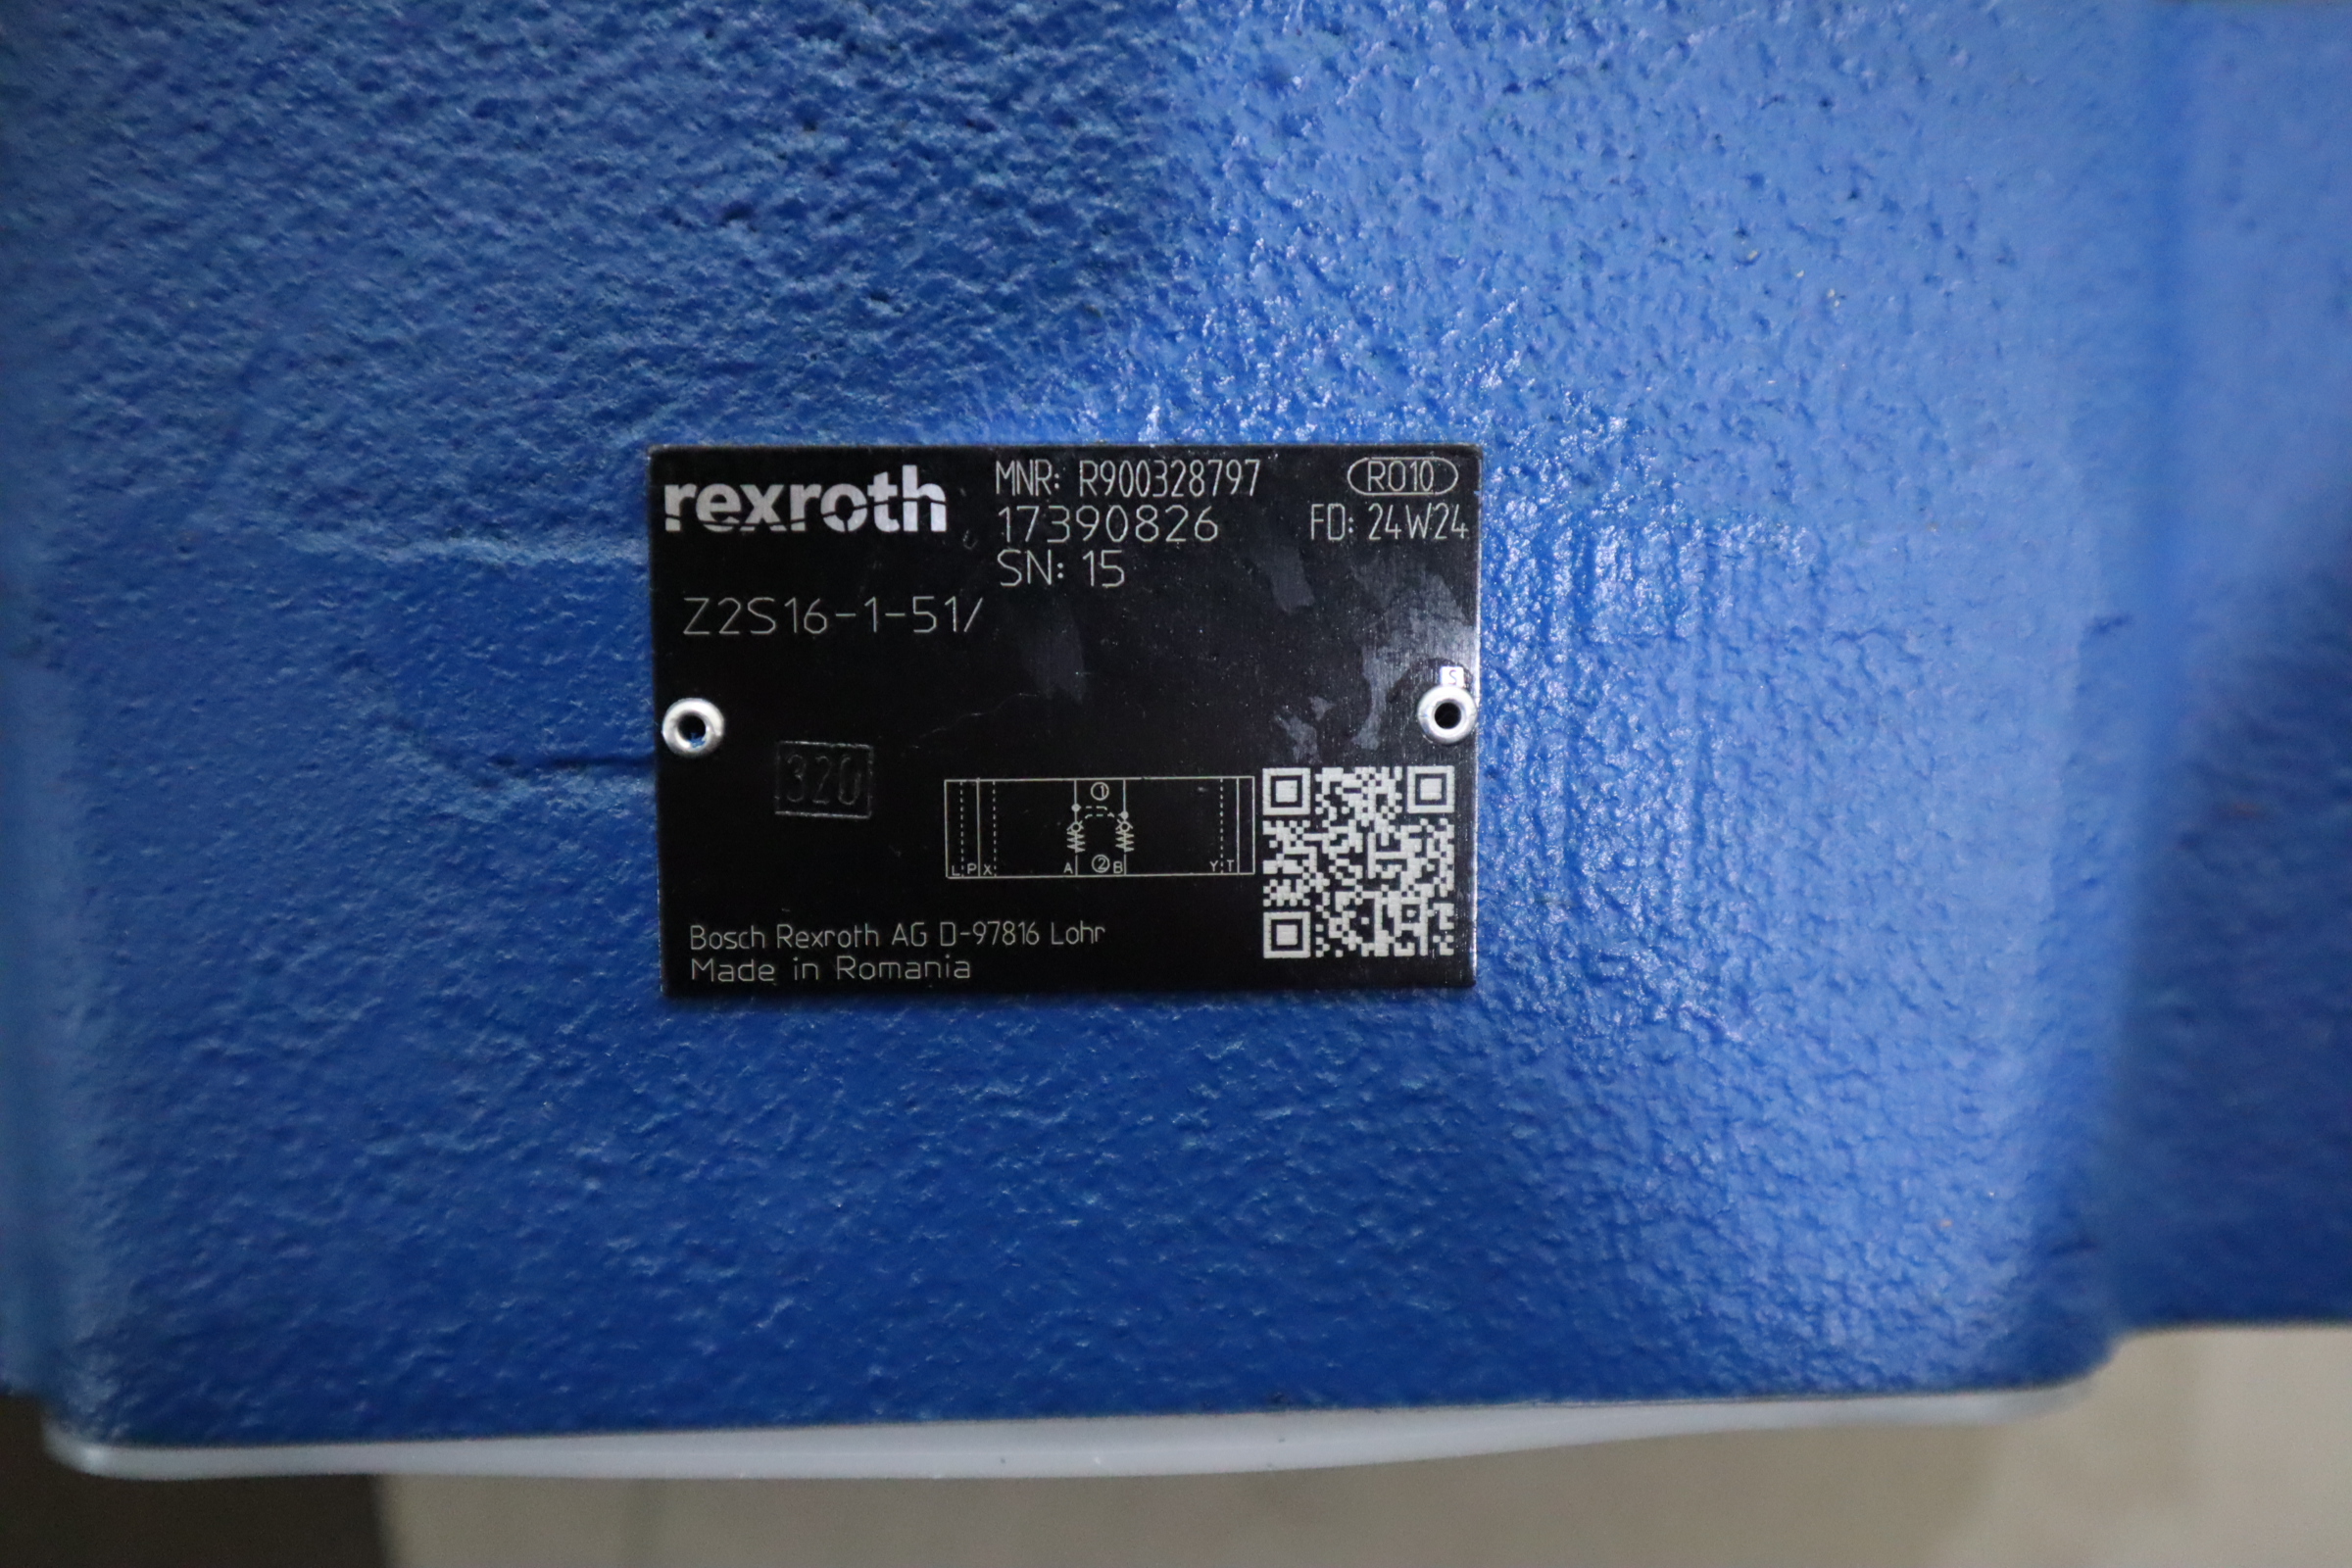 rexroth
MNR: R900328797
RO10
17390826
FD: 24W24
SN: 15
Z2S16-1-51/
S
320
1
L P X A 2 B Y T
Bosch Rexroth AG D-97816 Lohr
Made in Romania